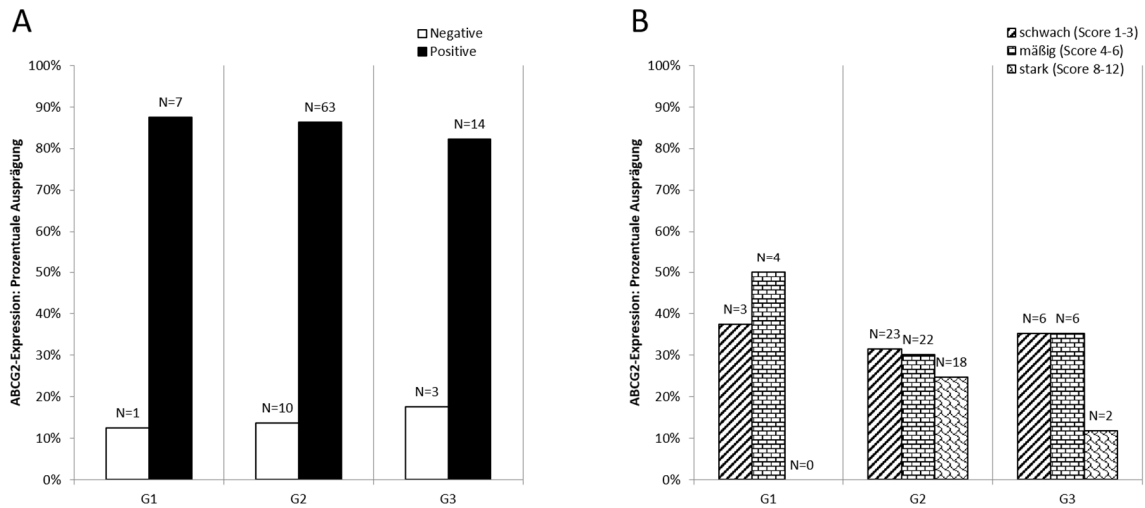 A
Negative
Positive
ABCG2-Expression: Prozentuale Ausprägung
100%
90%
80%
70%
60%
50%
40%
30%
20%
10%
0%
N=1
N=7
N=10
N=63
N=3
N=14
G1
G2
G3
B
schwach (Score 1-3)
mäßig (Score 4-6)
stark (Score 8-12)
ABCG2-Expression: Prozentuale Ausprägung
100%
90%
80%
70%
60%
50%
40%
30%
20%
10%
0%
N=3
N=4
N=0
N=23
N=22
N=18
N=6
N=6
N=2
G1
G2
G3